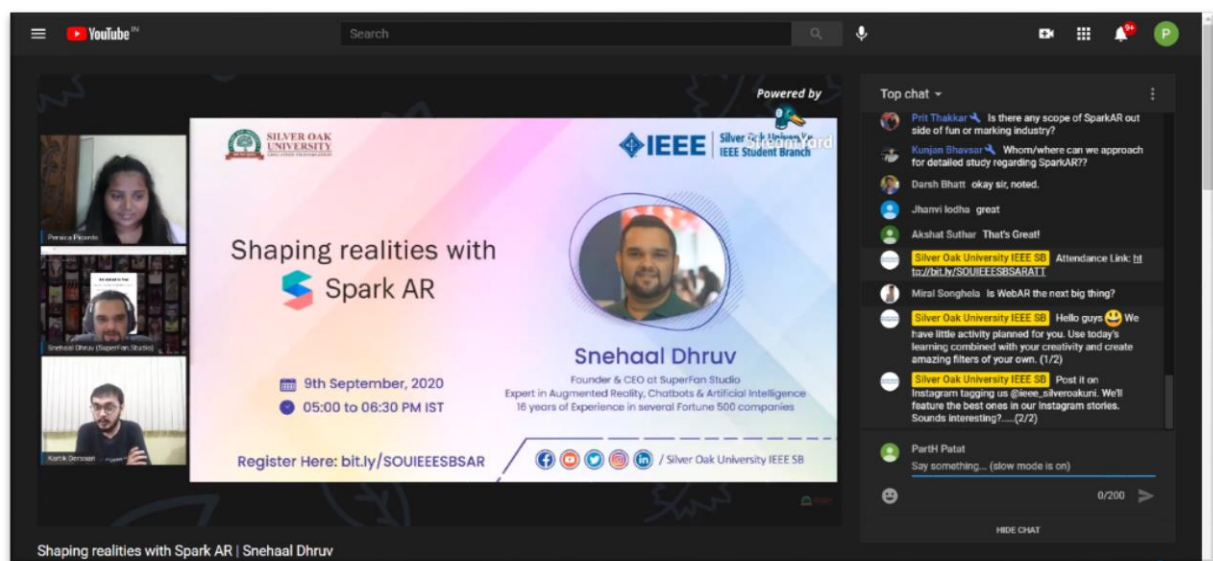 YouTube IN
Search
9+
P
Powered by
StreamYard
SILVER OAK
UNIVERSITY
IEEE
IEEE Student Branch
Shaping realities with
Spark AR
Snehaal Dhruv
Founder & CEO at SuperFan Studio
Expert in Augmented Reality, Chatbots & Artificial Intelligence
16 years of Experience in several Fortune 500 companies
9th September, 2020
05:00 to 06:30 PM IST
Register Here: bit.ly/SOUIEEESBSAR
/ Silver Oak University IEEE SB
Snehaal Dhruv (SuperFan.Studio)
Top chat
Prit Thakkar Is there any scope of SparkAR out
side of fun or marking industry?
Kunjan Bhavsar Whom/where can we approach
for detailed study regarding SparkAR??
Darsh Bhatt okay sir, noted.
Jhanvi lodha great
Akshat Suthar That's Great!
Silver Oak University IEEE SB Attendance Link: ht
tp://bit.ly/SOUIEEESBSARATT
Miral Songhela Is WebAR the next big thing?
Silver Oak University IEEE SB Hello guys 😃 We
have little activity planned for you. Use today's
learning combined with your creativity and create
amazing filters of your own. (1/2)
Silver Oak University IEEE SB Post it on
Instagram tagging us @ieee_silveroakuni. We'll
feature the best ones in our Instagram stories.
Sounds interesting?.....(2/2)
PartH Patat
Say something... (slow mode is on)
0/200
HIDE CHAT
Shaping realities with Spark AR | Snehaal Dhruv